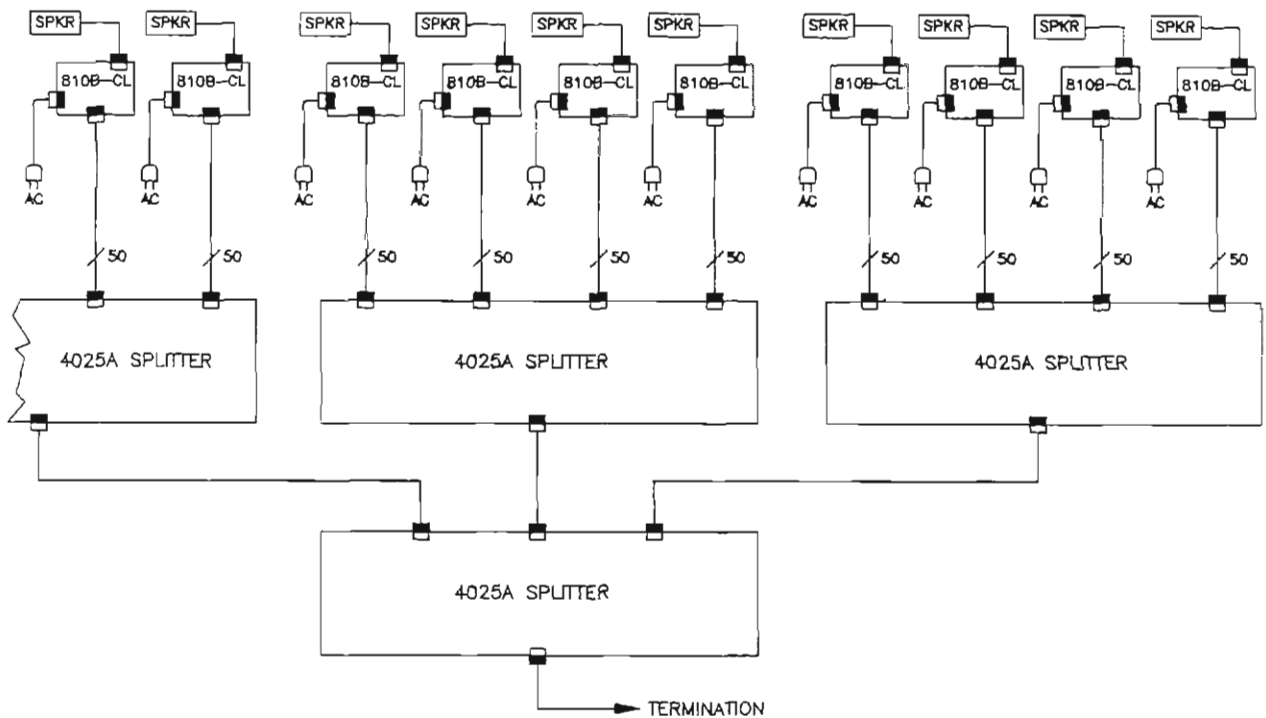 SPKR SPKR SPKR SPKR SPKR SPKR SPKR SPKR SPKR SPKR
810B-CL 810B-CL 810B-CL 810B-CL 810B-CL 810B-CL 810B-CL 810B-CL 810B-CL 810B-CL
AC AC AC AC AC AC AC AC AC AC
50 50 50 50 50 50 50 50 50 50
4025A SPLITTER 4025A SPLITTER 4025A SPLITTER
4025A SPLITTER
TERMINATION